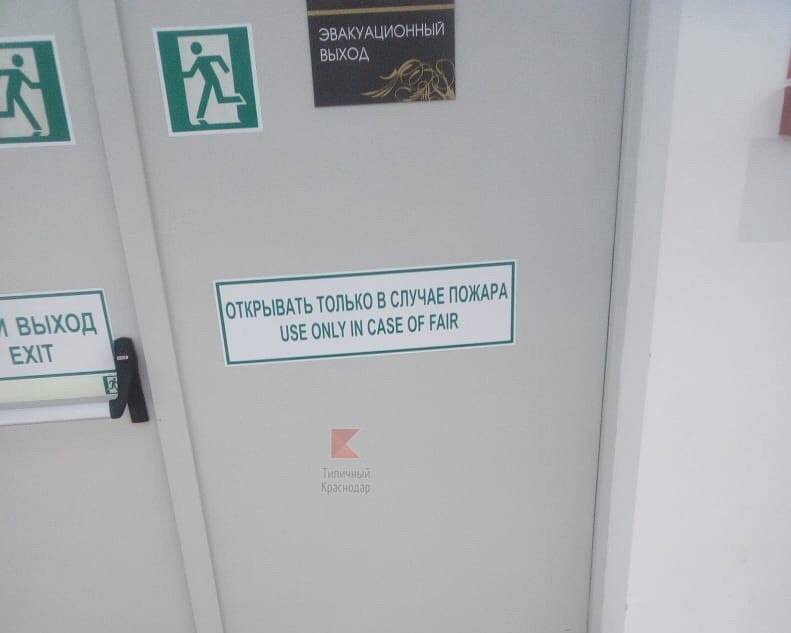 ЭВАКУАЦИОННЫЙ
ВЫХОД
ОТКРЫВАТЬ ТОЛЬКО В СЛУЧАЕ ПОЖАРА
USE ONLY IN CASE OF FAIR
ВЫХОД
EXIT
Типичный
Краснодар